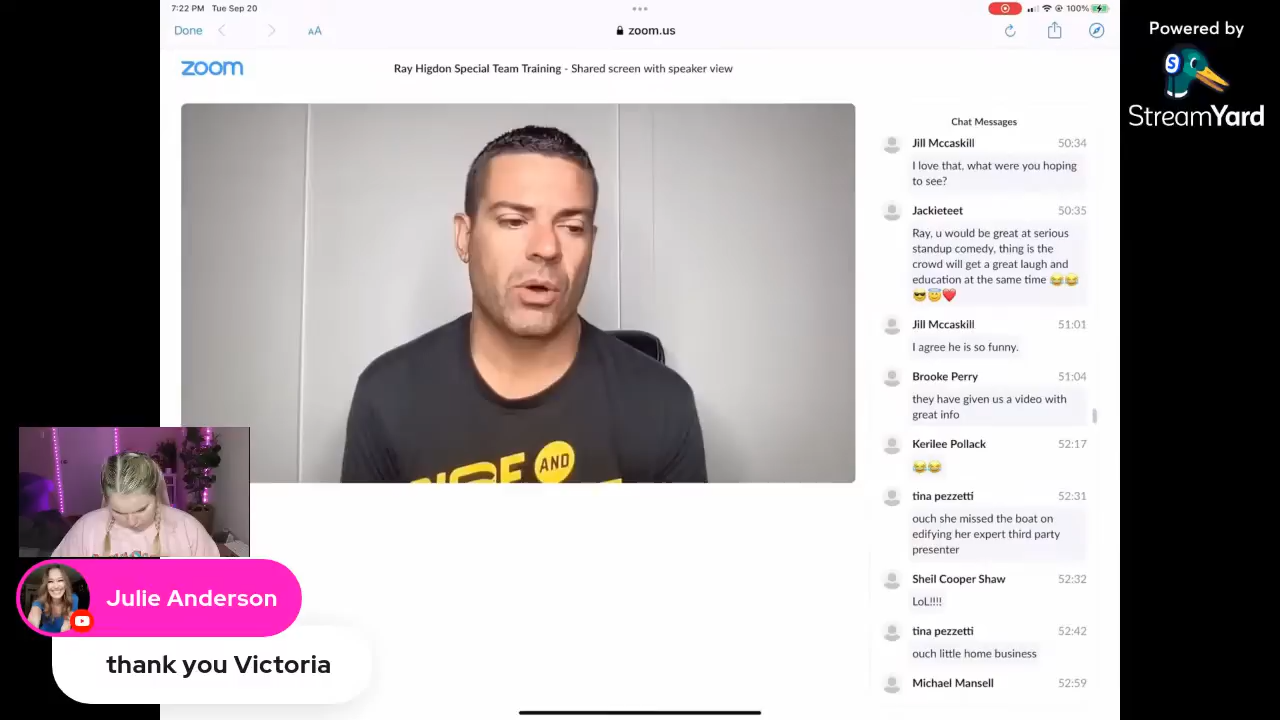 7:22 PM Tue Sep 20
100%
Done
AA
zoom.us
Powered by
StreamYard
zoom
Ray Higdon Special Team Training - Shared screen with speaker view
Chat Messages
Jill Mccaskill 50:34
I love that, what were you hoping
to see?
Jackieteet 50:35
Ray, u would be great at serious
standup comedy, thing is the
crowd will get a great laugh and
education at the same time 😂😂
😎😇❤️
Jill Mccaskill 51:01
I agree he is so funny.
Brooke Perry 51:04
they have given us a video with
great info
Kerilee Pollack 52:17
😂😂
tina pezzetti 52:31
ouch she missed the boat on
edifying her expert third party
presenter
Sheil Cooper Shaw 52:32
LoL!!!!
tina pezzetti 52:42
ouch little home business
Michael Mansell 52:59
AND
Julie Anderson
thank you Victoria